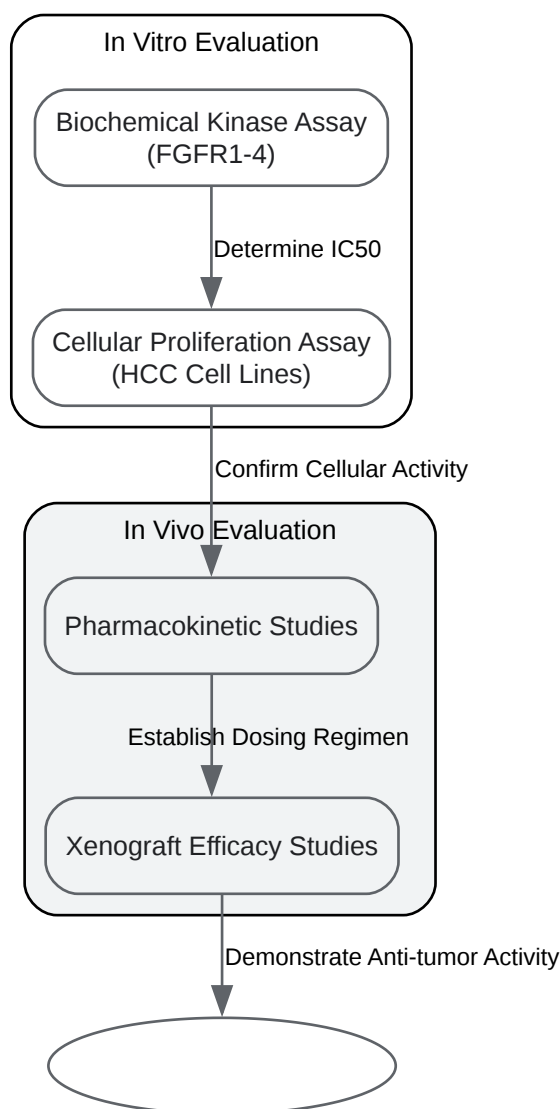 In Vitro Evaluation
Biochemical Kinase Assay
(FGFR1-4)
Determine IC50
Cellular Proliferation Assay
(HCC Cell Lines)
Confirm Cellular Activity
In Vivo Evaluation
Pharmacokinetic Studies
Establish Dosing Regimen
Xenograft Efficacy Studies
Demonstrate Anti-tumor Activity